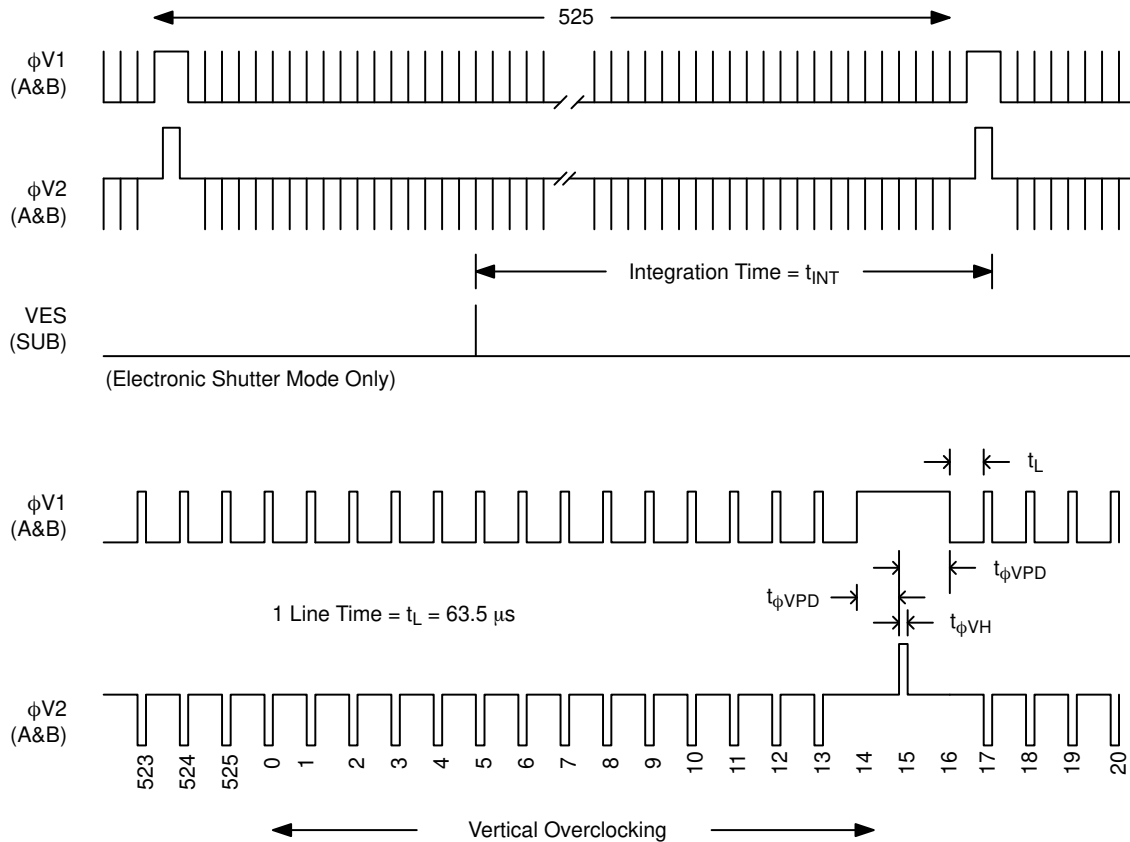 525
ϕV1
(A&B)
ϕV2
(A&B)
Integration Time = tINT
VES
(SUB)
(Electronic Shutter Mode Only)
tL
ϕV1
(A&B)
tϕVPD
tϕVPD
1 Line Time = tL = 63.5 μs
tϕVH
ϕV2
(A&B)
523 524 525 0 1 2 3 4 5 6 7 8 9 10 11 12 13 14 15 16 17 18 19 20
Vertical Overclocking